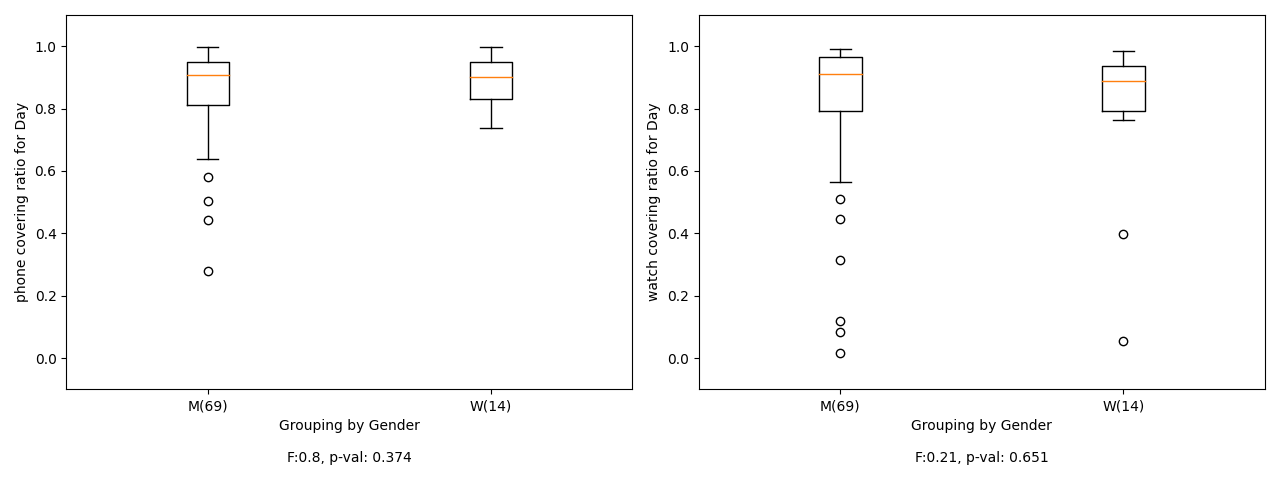 phone covering ratio for Day
1.0
0.8
0.6
0.4
0.2
0.0
M(69)
W(14)
Grouping by Gender
F:0.8, p-val: 0.374
watch covering ratio for Day
1.0
0.8
0.6
0.4
0.2
0.0
M(69)
W(14)
Grouping by Gender
F:0.21, p-val: 0.651